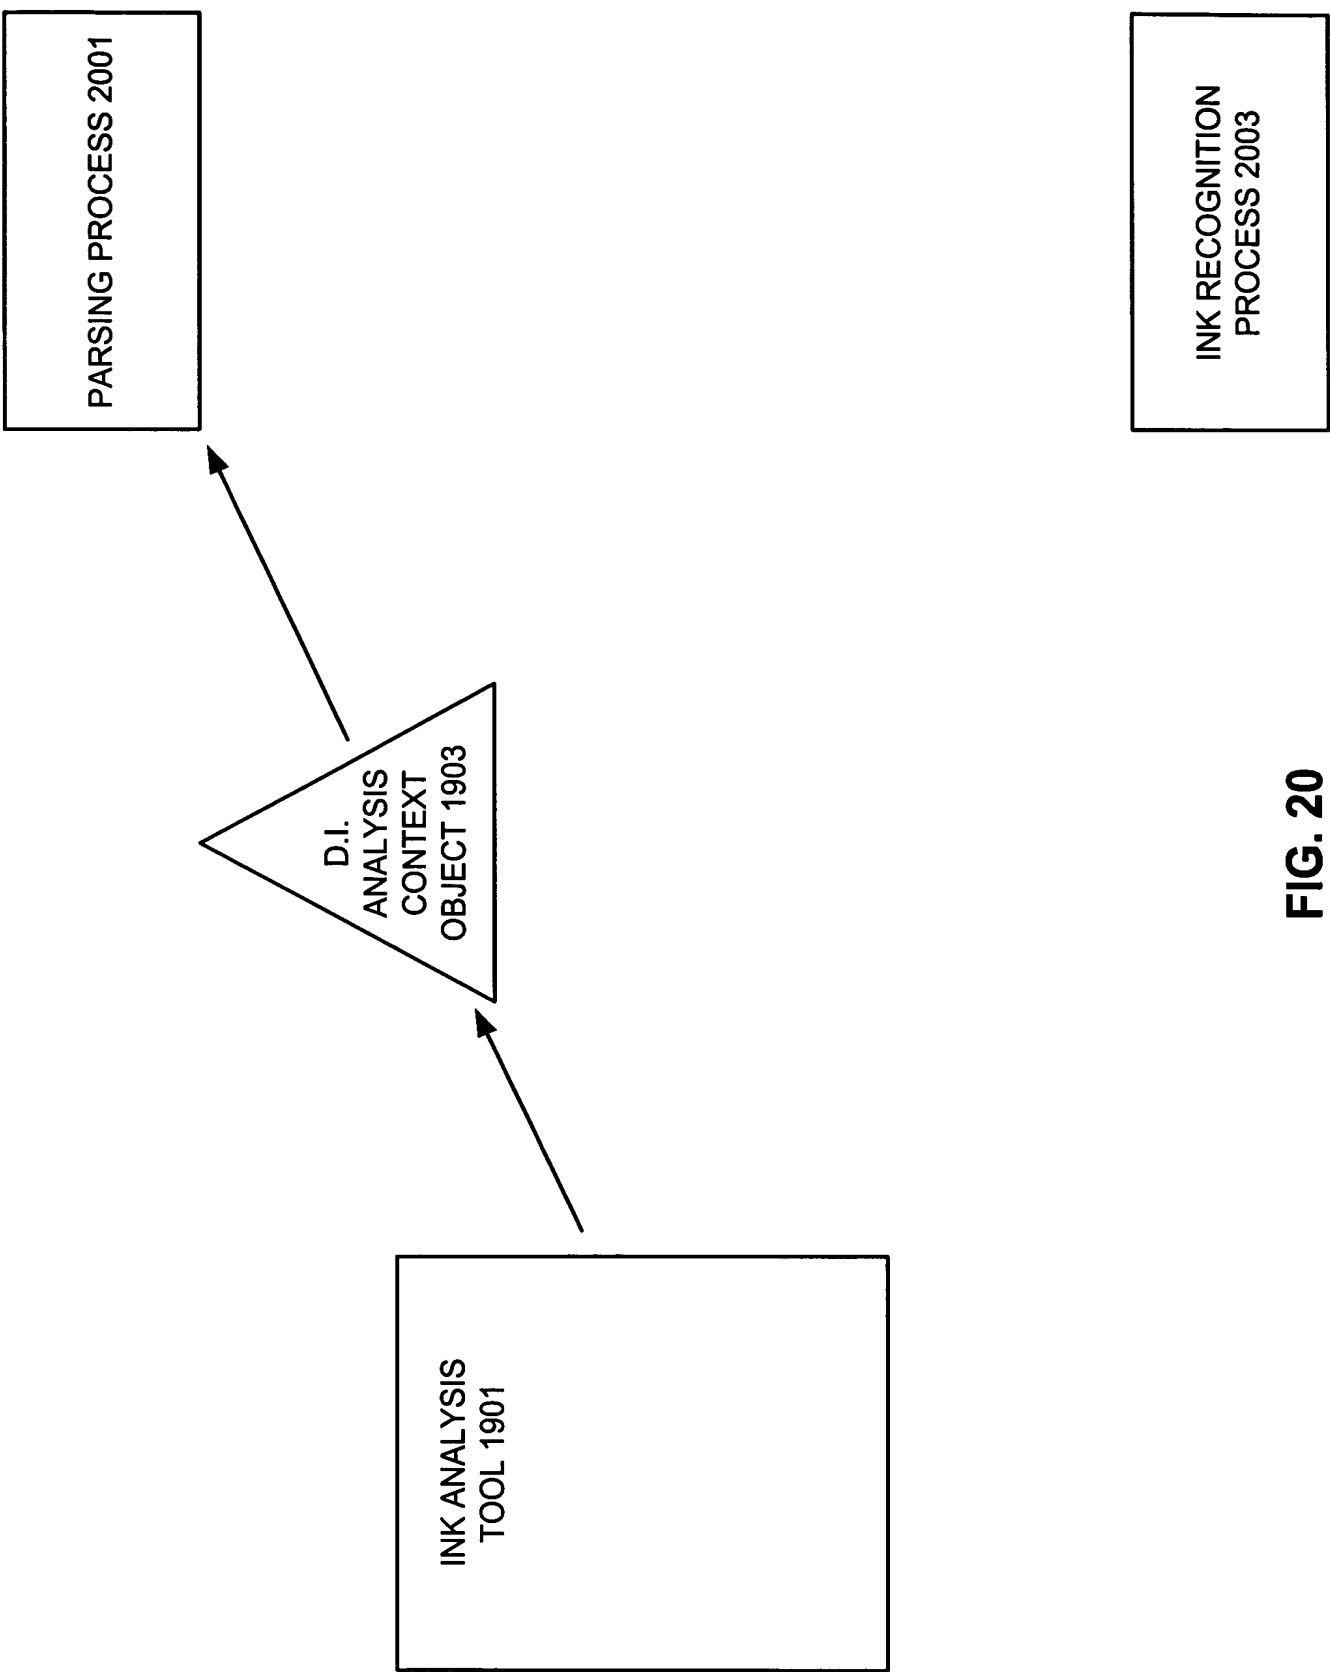 PARSING PROCESS 2001
D.I.
ANALYSIS
CONTEXT
OBJECT 1903
INK ANALYSIS
TOOL 1901
INK RECOGNITION
PROCESS 2003
FIG. 20